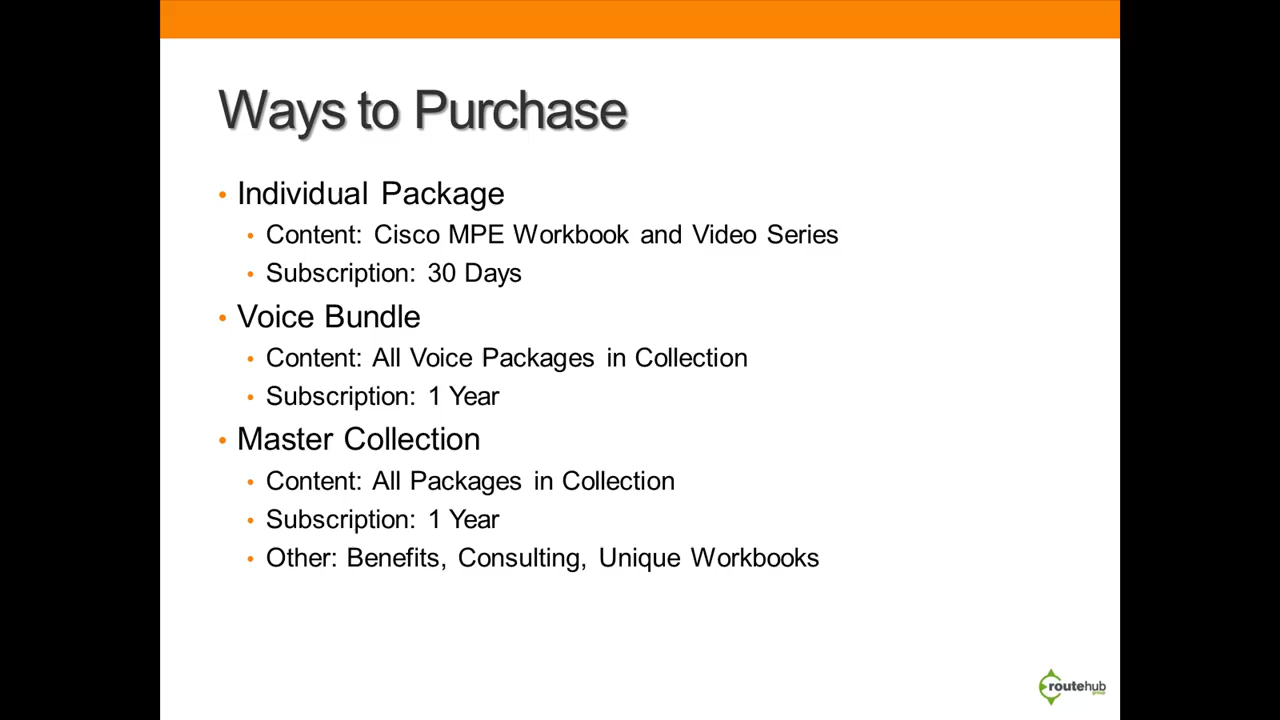 Ways to Purchase
• Individual Package
• Content: Cisco MPE Workbook and Video Series
• Subscription: 30 Days
• Voice Bundle
• Content: All Voice Packages in Collection
• Subscription: 1 Year
• Master Collection
• Content: All Packages in Collection
• Subscription: 1 Year
• Other: Benefits, Consulting, Unique Workbooks
routehub
group